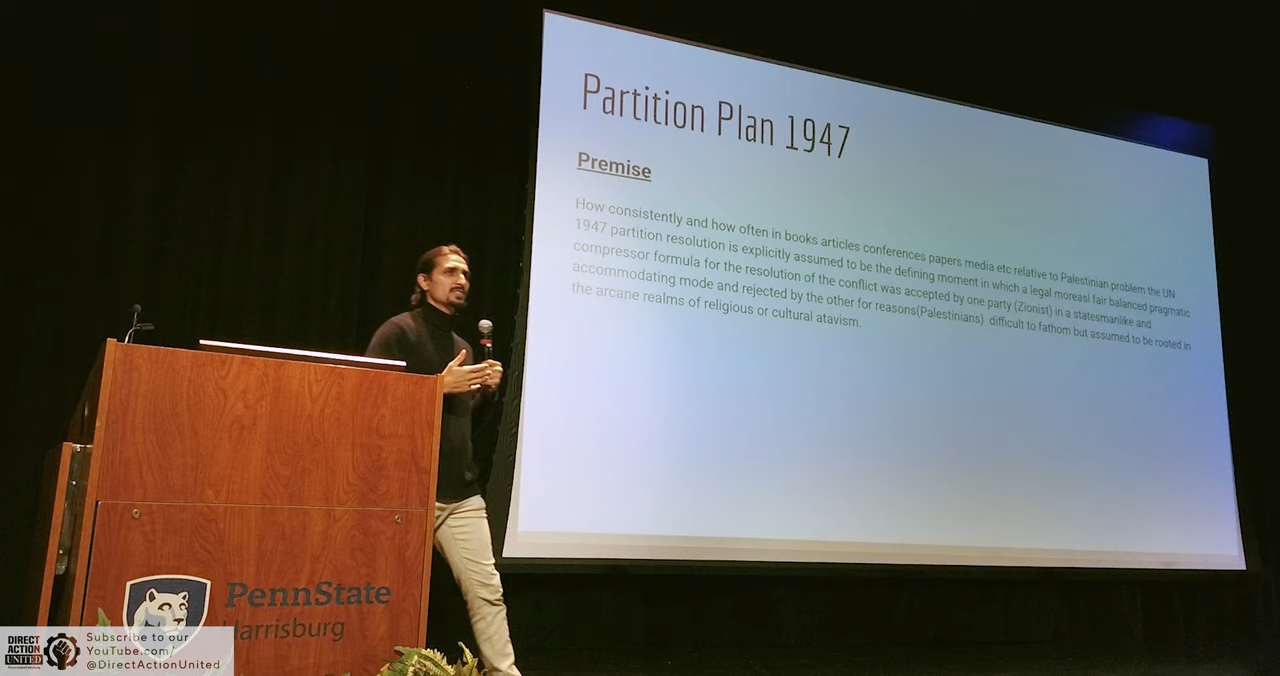 Partition Plan 1947
Premise
How consistently and how often in books articles conferences papers media etc relative to Palestinian problem the UN
1947 partition resolution is explicitly assumed to be the defining moment in which a legal moreasl fair balanced pragmatic
compressor formula for the resolution of the conflict was accepted by one party (Zionist) in a statesmanlike and
accommodating mode and rejected by the other for reasons(Palestinians) difficult to fathom but assumed to be rooted in
the arcane realms of religious or cultural atavism.
PennState
Harrisburg
DIRECT
ACTION
UNITED
Subscribe to our
YouTube.com/
@DirectActionUnited